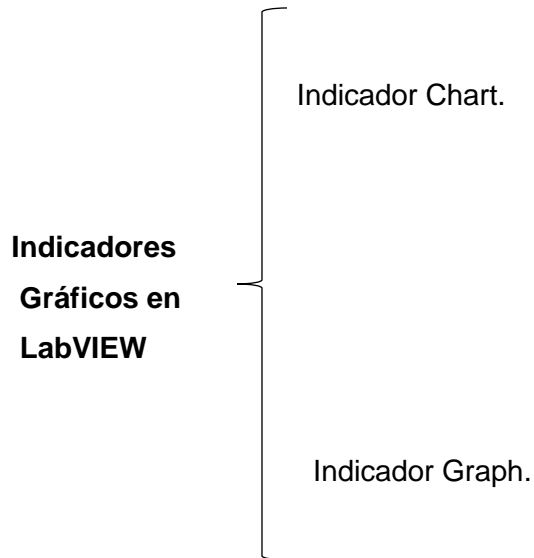 Indicador Chart.
Indicadores
Gráficos en
LabVIEW
Indicador Graph.